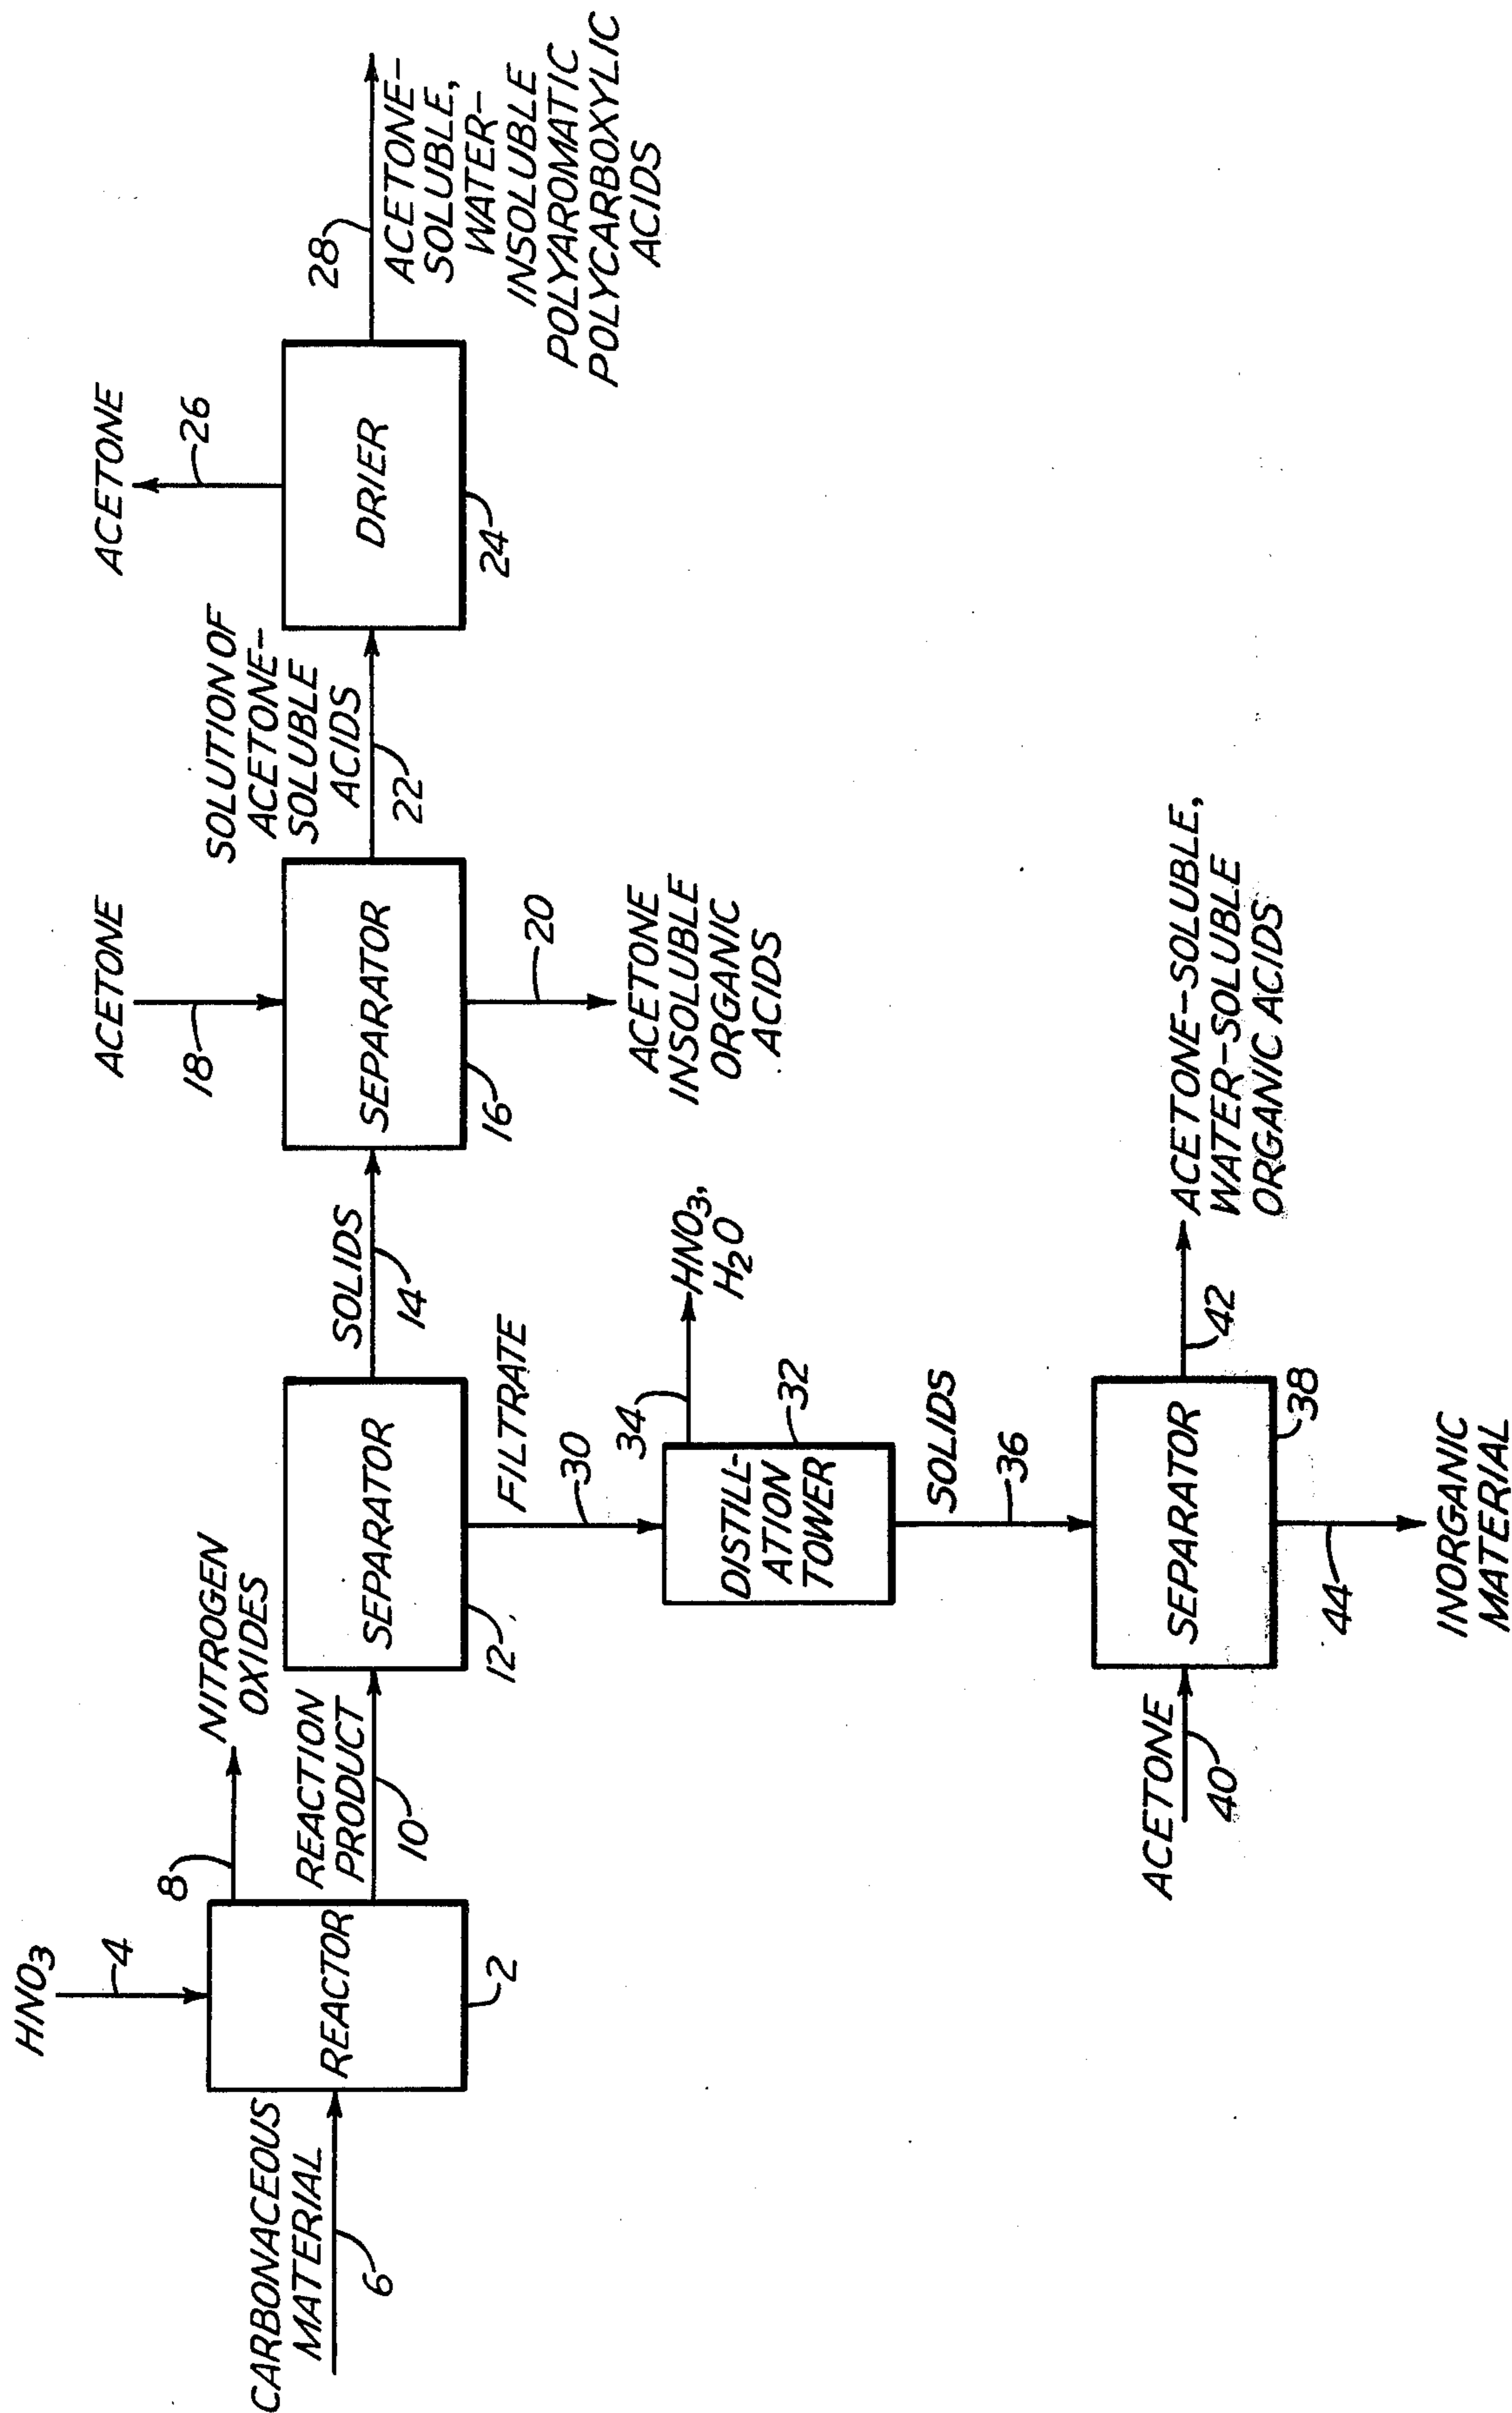 HNO3
4
CARBONACEOUS
MATERIAL
6
REACTOR
2
8
NITROGEN
OXIDES
REACTION
PRODUCT
10
SEPARATOR
12
SOLIDS
14
ACETONE
18
SEPARATOR
16
20
ACETONE
INSOLUBLE
ORGANIC
ACIDS
SOLUTION OF
ACETONE-
SOLUBLE
ACIDS
22
ACETONE
26
DRIER
24
28
ACETONE-
SOLUBLE,
WATER-
INSOLUBLE
POLYAROMATIC
POLYCARBOXYLIC
ACIDS
FILTRATE
30
DISTILL-
ATION
TOWER
32
34
HNO3,
H2O
SOLIDS
36
ACETONE
40
SEPARATOR
38
42
ACETONE-SOLUBLE,
WATER-SOLUBLE
ORGANIC ACIDS
44
INORGANIC
MATERIAL